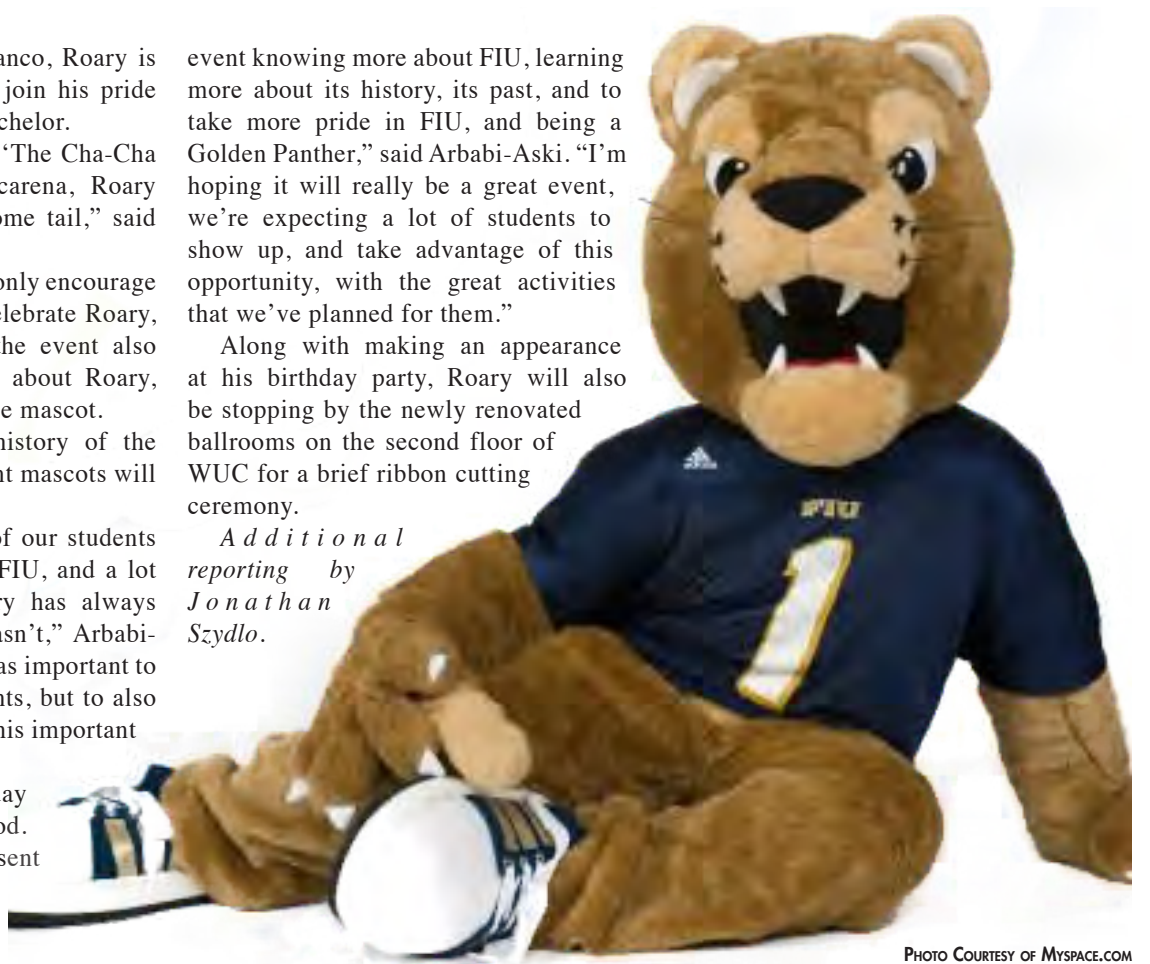 anco, Roary is
join his pride
chelor.
‘The Cha-Cha
carena, Roary
ome tail,” said
only encourage
elebrate Roary,
the event also
about Roary,
e mascot.
history of the
nt mascots will
of our students
FIU, and a lot
ry has always
asn’t,” Arbabi-
as important to
nts, but to also
his important
ay
od.
sent
event knowing more about FIU, learning
more about its history, its past, and to
take more pride in FIU, and being a
Golden Panther,” said Arbabi-Aski. “I’m
hoping it will really be a great event,
we’re expecting a lot of students to
show up, and take advantage of this
opportunity, with the great activities
that we’ve planned for them.”
Along with making an appearance
at his birthday party, Roary will also
be stopping by the newly renovated
ballrooms on the second floor of
WUC for a brief ribbon cutting
ceremony.
Additional
reporting by
Jonathan
Szydlo.
FIU
1
PHOTO COURTESY OF MYSPACE.COM